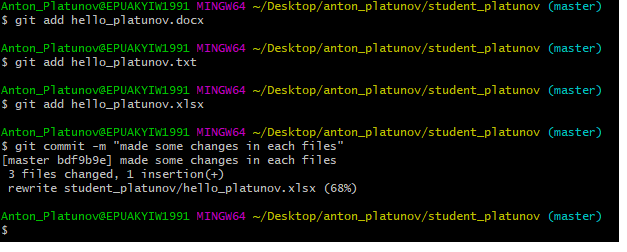 Anton_Platunov@EPUAKYIW1991 MINGW64 ~/Desktop/anton_platunov/student_platunov (master)
$ git add hello_platunov.docx
Anton_Platunov@EPUAKYIW1991 MINGW64 ~/Desktop/anton_platunov/student_platunov (master)
$ git add hello_platunov.txt
Anton_Platunov@EPUAKYIW1991 MINGW64 ~/Desktop/anton_platunov/student_platunov (master)
$ git add hello_platunov.xlsx
Anton_Platunov@EPUAKYIW1991 MINGW64 ~/Desktop/anton_platunov/student_platunov (master)
$ git commit -m "made some changes in each files"
[master bdf9b9e] made some changes in each files
 3 files changed, 1 insertion(+)
 rewrite student_platunov/hello_platunov.xlsx (68%)
Anton_Platunov@EPUAKYIW1991 MINGW64 ~/Desktop/anton_platunov/student_platunov (master)
$